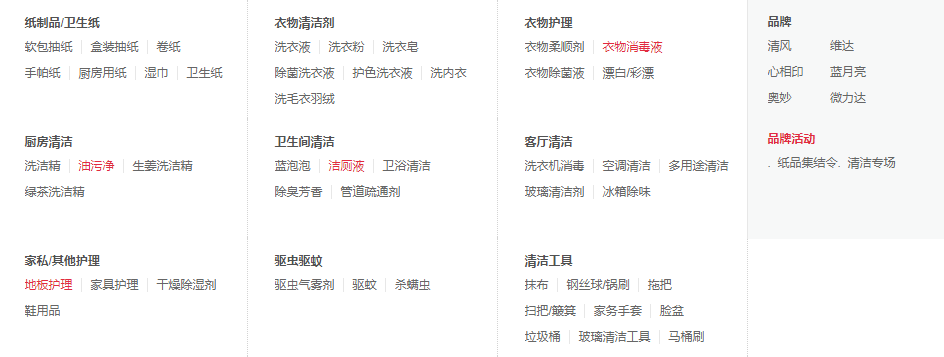 纸制品/卫生纸
软包抽纸 盒装抽纸 卷纸
手帕纸 厨房用纸 湿巾 卫生纸
衣物清洁剂
洗衣液 洗衣粉 洗衣皂
除菌洗衣液 护色洗衣液 洗内衣
洗毛衣羽绒
衣物护理
衣物柔顺剂 衣物消毒液
衣物除菌液 漂白/彩漂
品牌
清风 维达
心相印 蓝月亮
奥妙 微力达
品牌活动
. 纸品集结令. 清洁专场
厨房清洁
洗洁精 油污净 生姜洗洁精
绿茶洗洁精
卫生间清洁
蓝泡泡 洁厕液 卫浴清洁
除臭芳香 管道疏通剂
客厅清洁
洗衣机消毒 空调清洁 多用途清洁
玻璃清洁剂 冰箱除味
家私/其他护理
地板护理 家具护理 干燥除湿剂
鞋用品
驱虫驱蚊
驱虫气雾剂 驱蚊 杀螨虫
清洁工具
抹布 钢丝球/锅刷 拖把
扫把/簸箕 家务手套 脸盆
垃圾桶 玻璃清洁工具 马桶刷